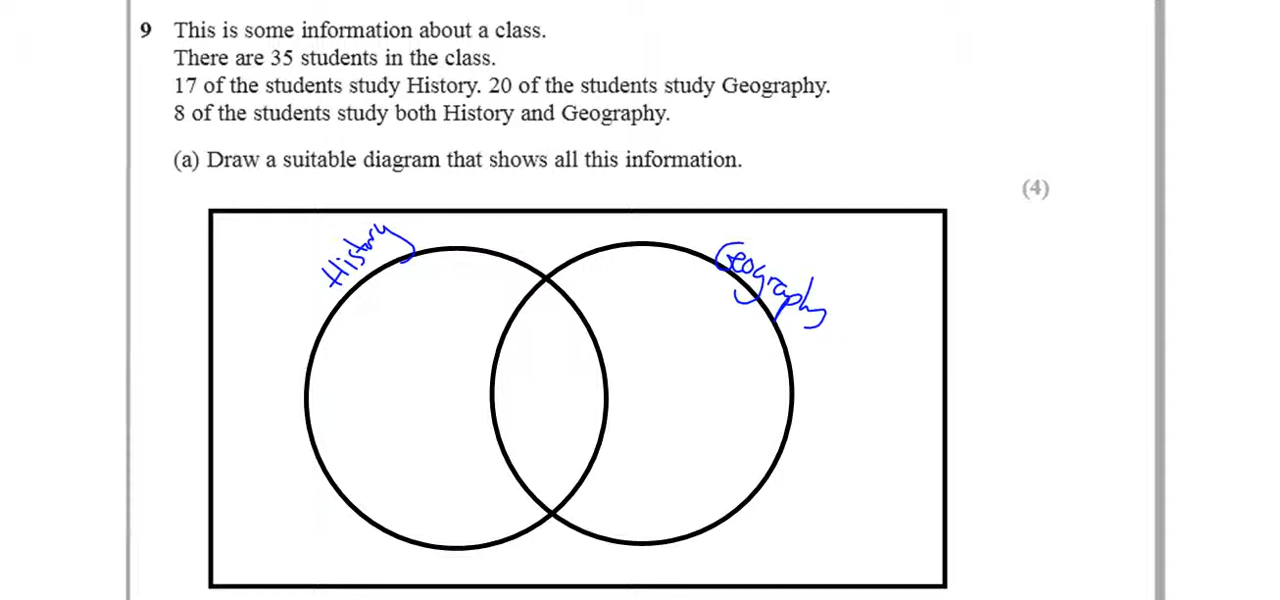 9 This is some information about a class.
There are 35 students in the class.
17 of the students study History. 20 of the students study Geography.
8 of the students study both History and Geography.
(a) Draw a suitable diagram that shows all this information.
(4)
History
Geography